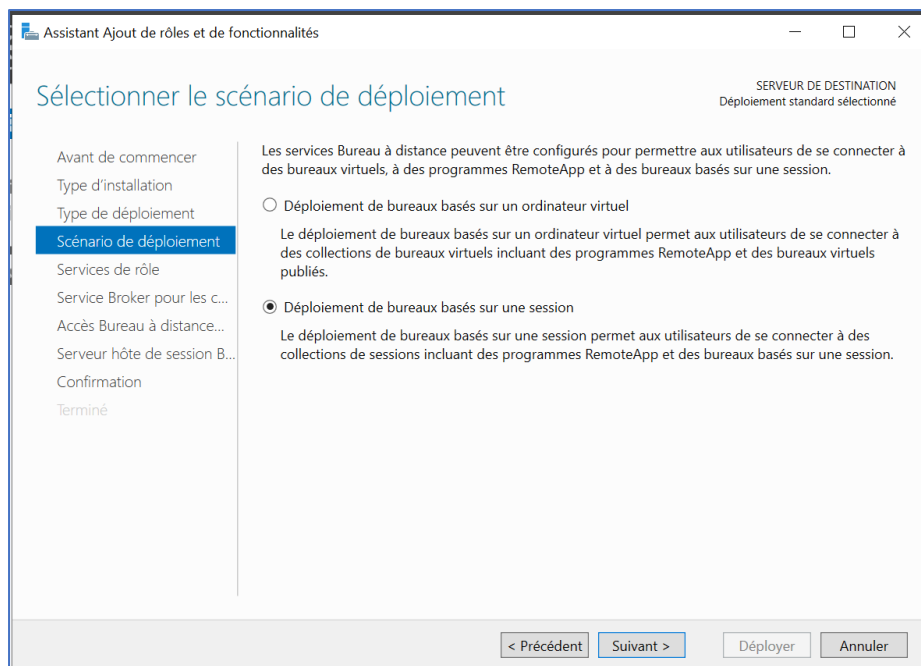 Assistant Ajout de rôles et de fonctionnalités
Sélectionner le scénario de déploiement
SERVEUR DE DESTINATION
Déploiement standard sélectionné
Avant de commencer
Type d'installation
Type de déploiement
Scénario de déploiement
Services de rôle
Service Broker pour les c...
Accès Bureau à distance...
Serveur hôte de session B...
Confirmation
Terminé
Les services Bureau à distance peuvent être configurés pour permettre aux utilisateurs de se connecter à
des bureaux virtuels, à des programmes RemoteApp et à des bureaux basés sur une session.
Déploiement de bureaux basés sur un ordinateur virtuel
Le déploiement de bureaux basés sur un ordinateur virtuel permet aux utilisateurs de se connecter à
des collections de bureaux virtuels incluant des programmes RemoteApp et des bureaux virtuels
publiés.
Déploiement de bureaux basés sur une session
Le déploiement de bureaux basés sur une session permet aux utilisateurs de se connecter à des
collections de sessions incluant des programmes RemoteApp et des bureaux basés sur une session.
< Précédent
Suivant >
Déployer
Annuler